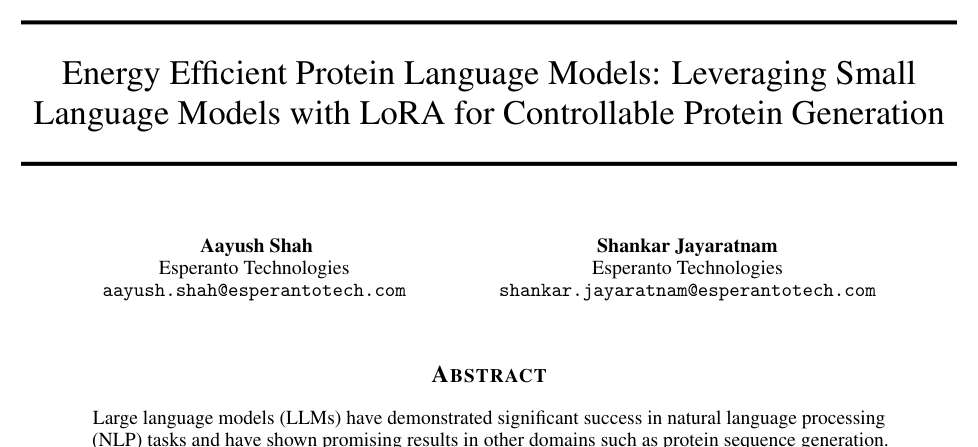 Energy Efficient Protein Language Models: Leveraging Small
Language Models with LoRA for Controllable Protein Generation
Aayush Shah
Esperanto Technologies
aayush.shah@esperantotech.com
Shankar Jayaratnam
Esperanto Technologies
shankar.jayaratnam@esperantotech.com
ABSTRACT
Large language models (LLMs) have demonstrated significant success in natural language processing
(NLP) tasks and have shown promising results in other domains such as protein sequence generation.